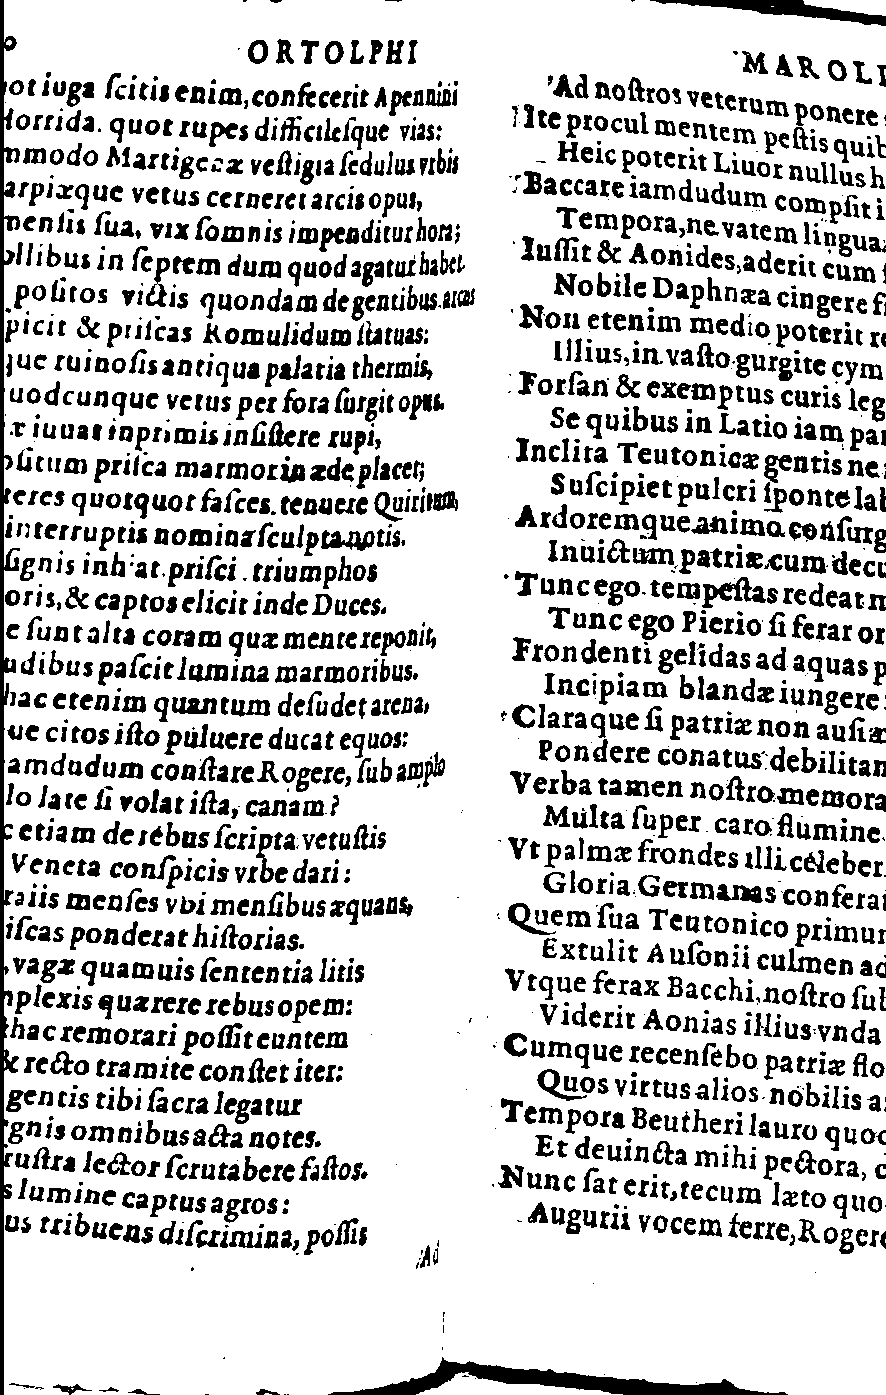 ORTOLPHI
iuga ſcitis enim, confecerit Apennini
Horrida. quot rupes difficileſque vias:
veſtigia ſedulus vrbis
vetus cerneret arcis opus,
ſua, vix ſomnis impenditur hora;
ollibus in ſeptem dum quod agatur habet.
poſitos victis quondam de gentibus arcus
picit & priſcas Romulidum ſtatuas:
que ruinoſis antiqua palatia thermis,
uodcunque vetus per fora ſurgit opus.
iuuat inprimis inſiſtere rupi,
oſitum priſca marmor in æde placet;
teres quotquot faſces tenuere Quiritum,
interruptis nomina ſculpta notis.
ſignis inhiat priſci triumphos
oris, & captos elicit inde Duces.
e ſunt alta coram quæ mente reponit,
udibus paſcit lumina marmoribus.
hac etenim quantum deſudet arena,
ue citos iſto puluere ducat equos:
amdudum conſtare Rogere, ſub amplo
lo late ſi volat iſta, canam?
c etiam de rebus ſcripta vetuſtis
Veneta conſpicis vrbe dari:
raiis menſes vbi menſibus æquans,
iſcas ponderat hiſtorias.
, vagæ quamuis ſententia litis
mplexis quærere rebus opem:
hac remorari poſſit euntem
& recto tramite conſtet iter:
gentis tibi ſacra legatur
ignis omnibus acta notes.
ruſtra lector ſcrutabere faſtos.
s lumine captus agros:
us tribuens diſcrimina, poſſis
Ad
MAROLI
Ad noſtros veterum ponere
Ite procul mentem peſtis quib
Heic poterit Liuor nullus h
Baccare iamdudum compſit i
Tempora, ne vatem lingua
Iuſſit & Aonides, aderit cum
Nobile Daphnæa cingere f
Non etenim medio poterit re
Illius, in vaſto gurgite cym
Forſan & exemptus curis leg
Se quibus in Latio iam par
Inclita Teutonicæ gentis ne
Suſcipiet pulcri ſponte lab
Ardoremque animo conſurg
Inuictum patriæ cum decu
Tunc ego tempeſtas redeat m
Tunc ego Pierio ſi ferar or
Frondenti gelidas ad aquas p
Incipiam blandæ iungere
Claraque ſi patriæ non auſiæ
Pondere conatus debilitan
Verba tamen noſtro memora
Multa ſuper caro flumine
Vt palmæ frondes illi celeber
Gloria Germanas conferat
Quem ſua Teutonico primum
Extulit Auſonii culmen ad
Vtque ferax Bacchi, noſtro ſub
Viderit Aonias illius vnda
Cumque recenſebo patriæ flo
Quos virtus alios nobilis a
Tempora Beutheri lauro quoq
Et deuincta mihi pectora, c
Nunc ſat erit, tecum læto quo
Augurii vocem ferre, Rogere